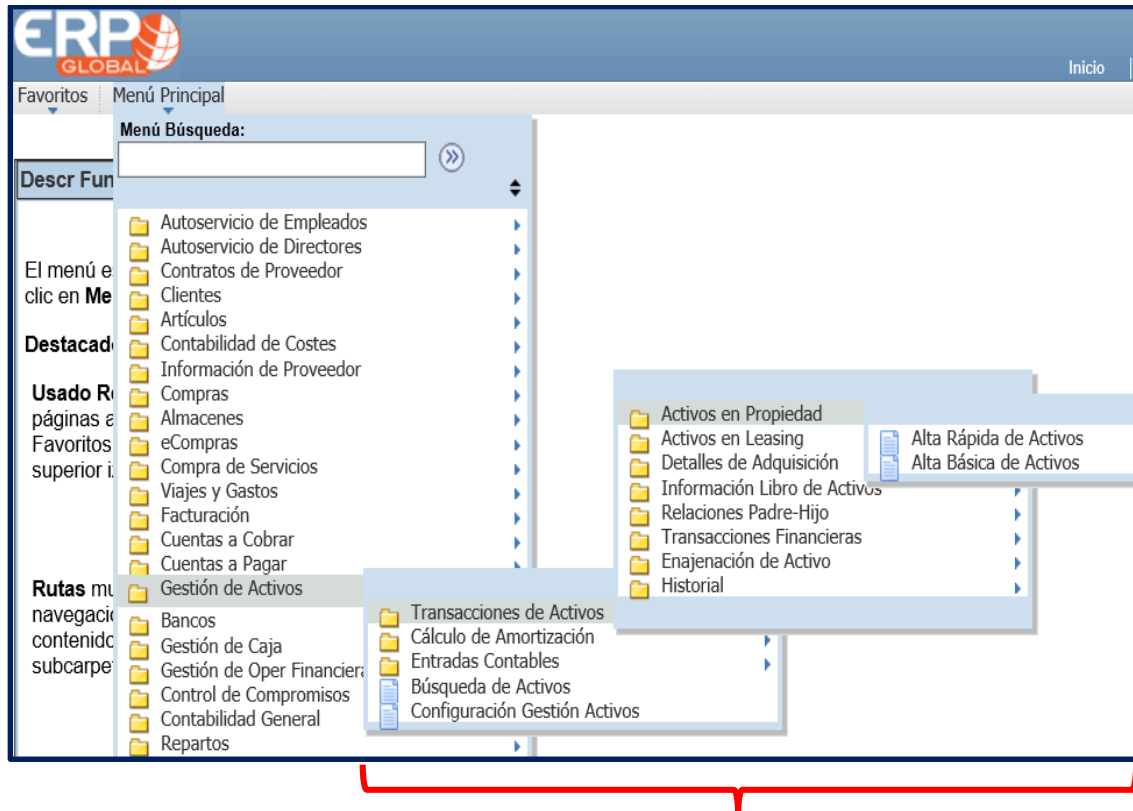 ERP
GLOBAL
Inicio
Favoritos
Menú Principal
Menú Búsqueda:
Descr Fun
El menú e
clic en Me
Destacad
Usado R
páginas a
Favoritos
superior i
Rutas mu
navegació
contenido
subcarpe
Autoservicio de Empleados
Autoservicio de Directores
Contratos de Proveedor
Clientes
Artículos
Contabilidad de Costes
Información de Proveedor
Compras
Almacenes
eCompras
Compra de Servicios
Viajes y Gastos
Facturación
Cuentas a Cobrar
Cuentas a Pagar
Gestión de Activos
Bancos
Gestión de Caja
Gestión de Oper Financiera
Control de Compromisos
Contabilidad General
Repartos
Transacciones de Activos
Cálculo de Amortización
Entradas Contables
Búsqueda de Activos
Configuración Gestión Activos
Activos en Propiedad
Activos en Leasing
Detalles de Adquisición
Información Libro de Activos
Relaciones Padre-Hijo
Transacciones Financieras
Enajenación de Activo
Historial
Alta Rápida de Activos
Alta Básica de Activos